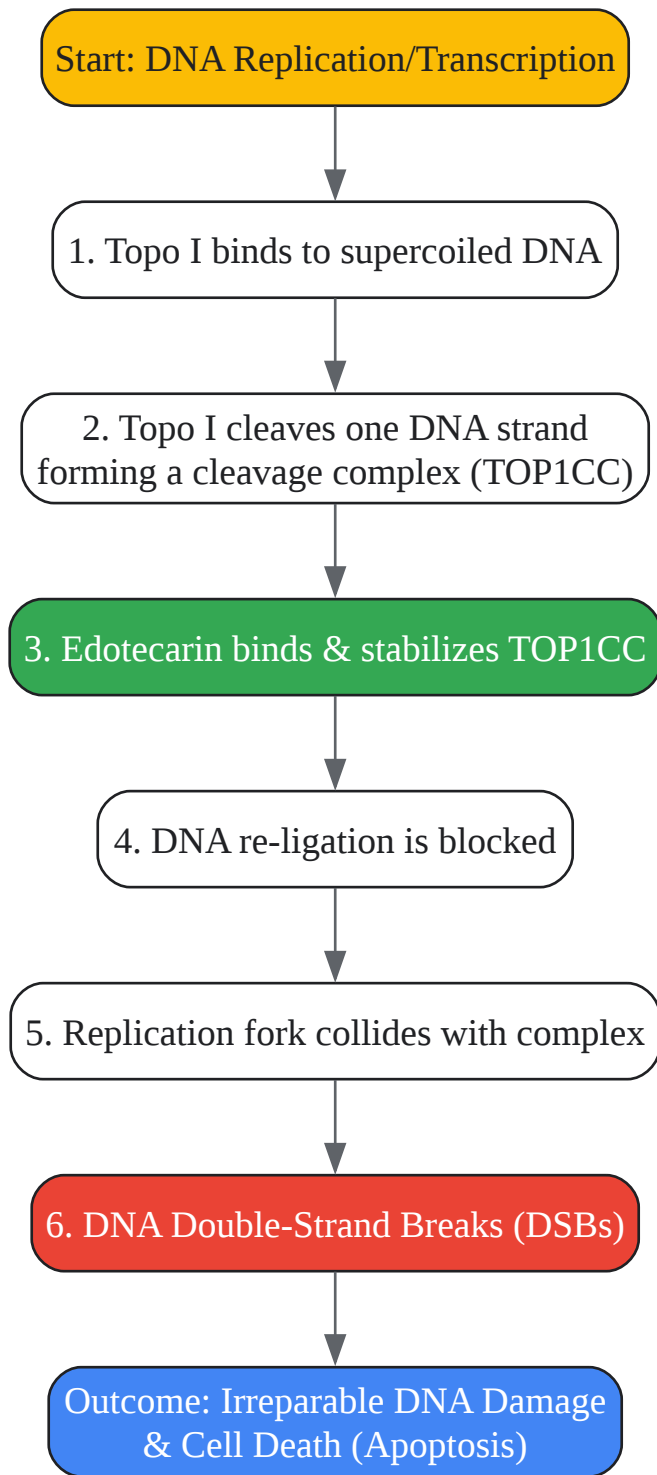 Start: DNA Replication/Transcription
1. Topo I binds to supercoiled DNA
2. Topo I cleaves one DNA strand
forming a cleavage complex (TOP1CC)
3. Edotecarin binds & stabilizes TOP1CC
4. DNA re-ligation is blocked
5. Replication fork collides with complex
6. DNA Double-Strand Breaks (DSBs)
Outcome: Irreparable DNA Damage
& Cell Death (Apoptosis)